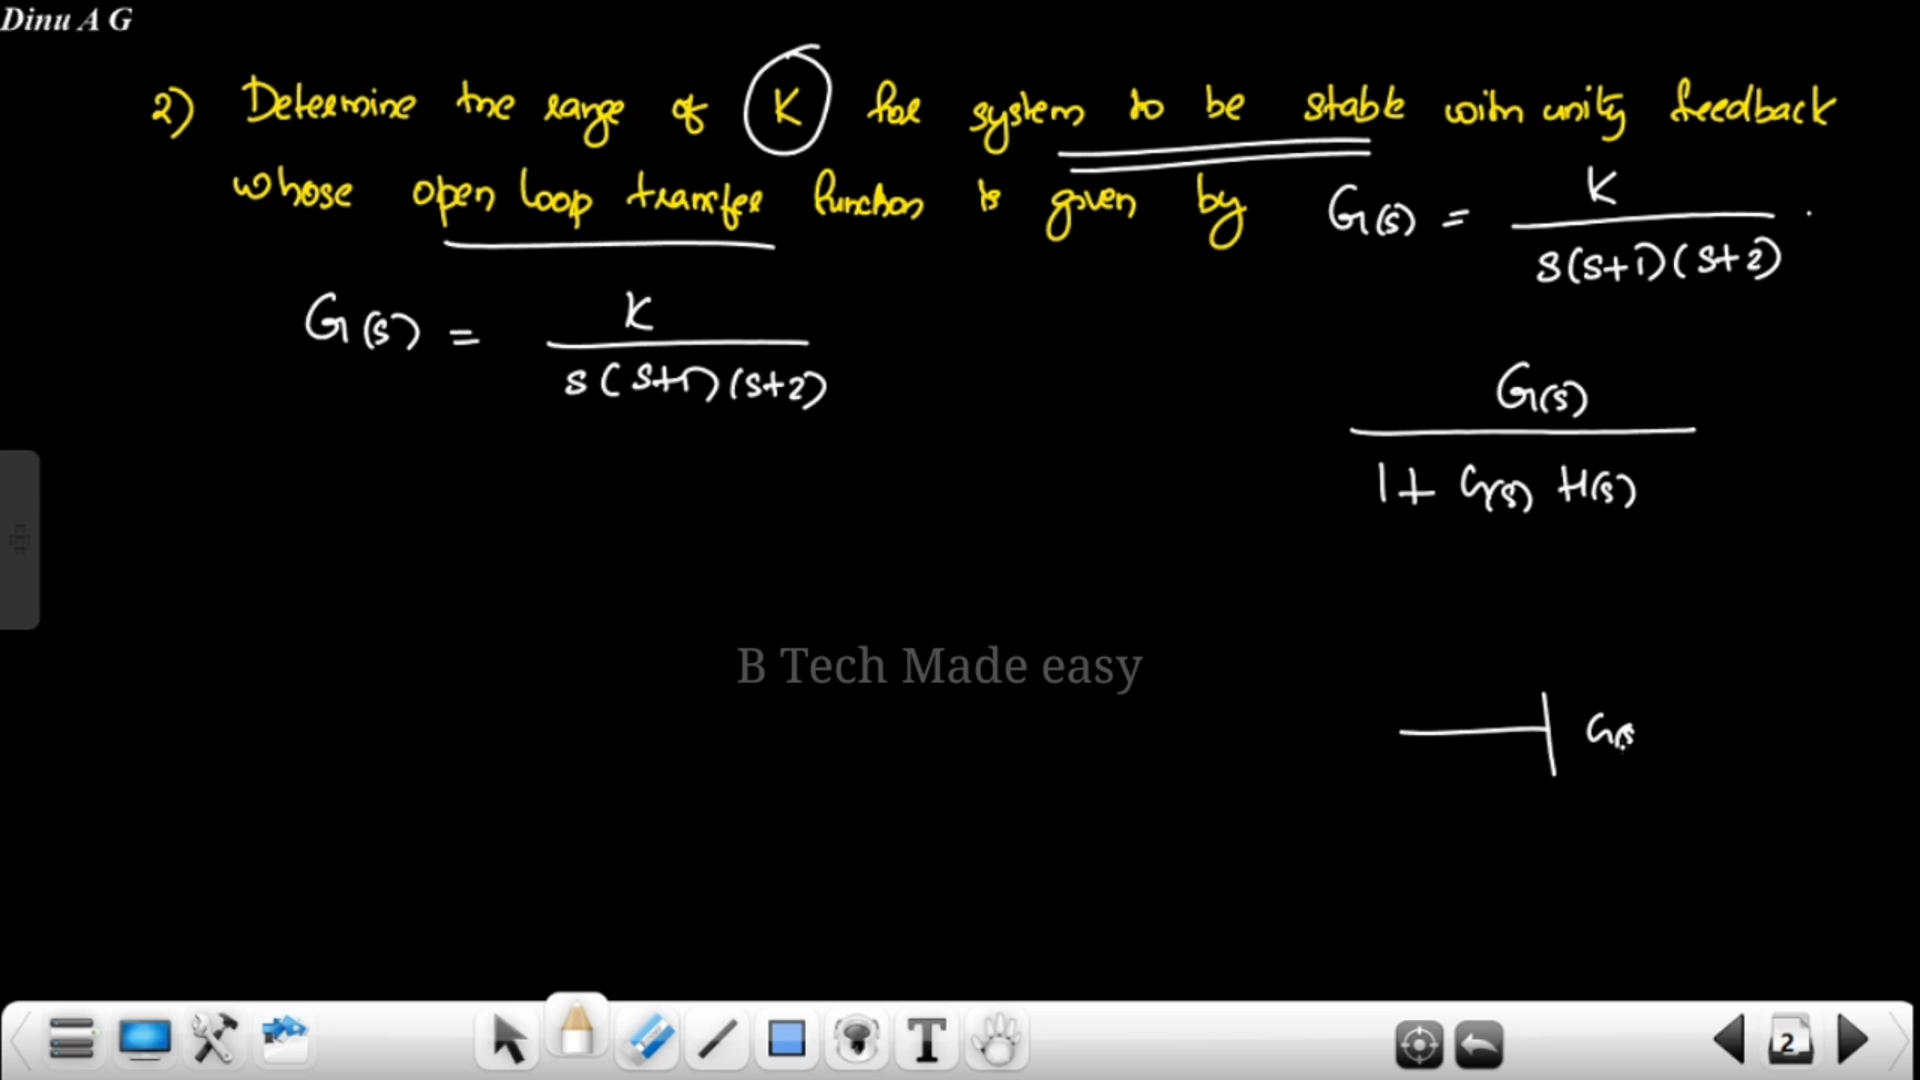 Dinu A G
2) Determine the range of K for system to be stable with unity feedback
whose open loop transfer function is given by G(s) = K / s(s+1)(s+2) .
G(s) = K / s(s+1)(s+2)
G(s) / 1+ G(s) H(s)
B Tech Made easy
G(s
T
2